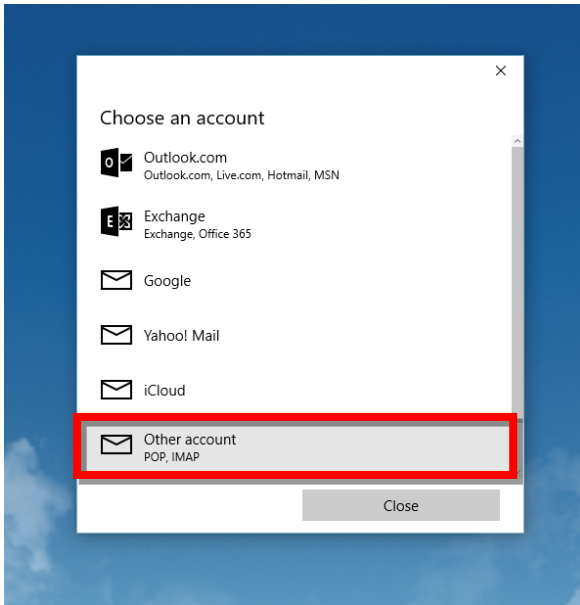 Choose an account
Outlook.com
Outlook.com, Live.com, Hotmail, MSN
Exchange
Exchange, Office 365
Google
Yahoo! Mail
iCloud
Other account
POP, IMAP
Close